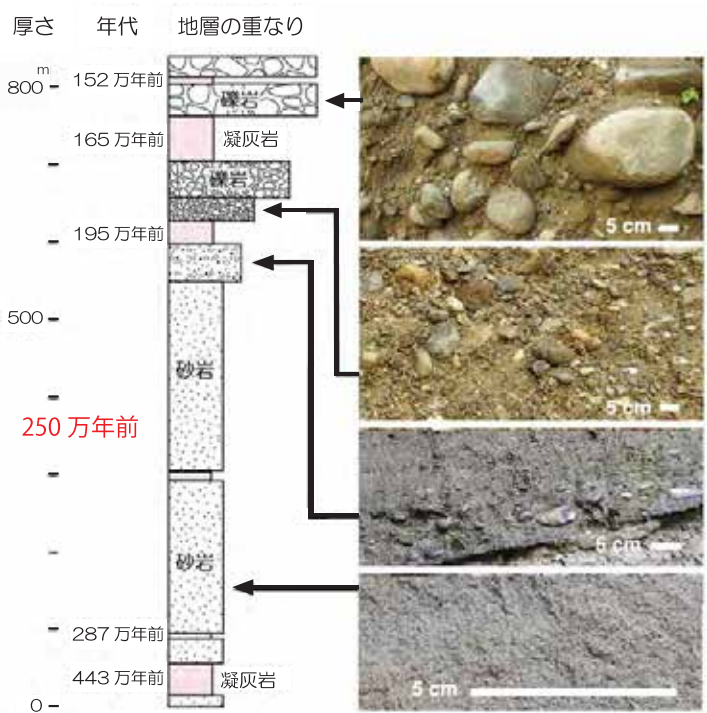 厚さ 年代 地層の重なり
m
800
152 万年前
礫岩
165 万年前 凝灰岩
礫岩
5 cm
195 万年前
500
砂岩
5 cm
250 万年前
5 cm
砂岩
287 万年前
443 万年前 凝灰岩
5 cm
0